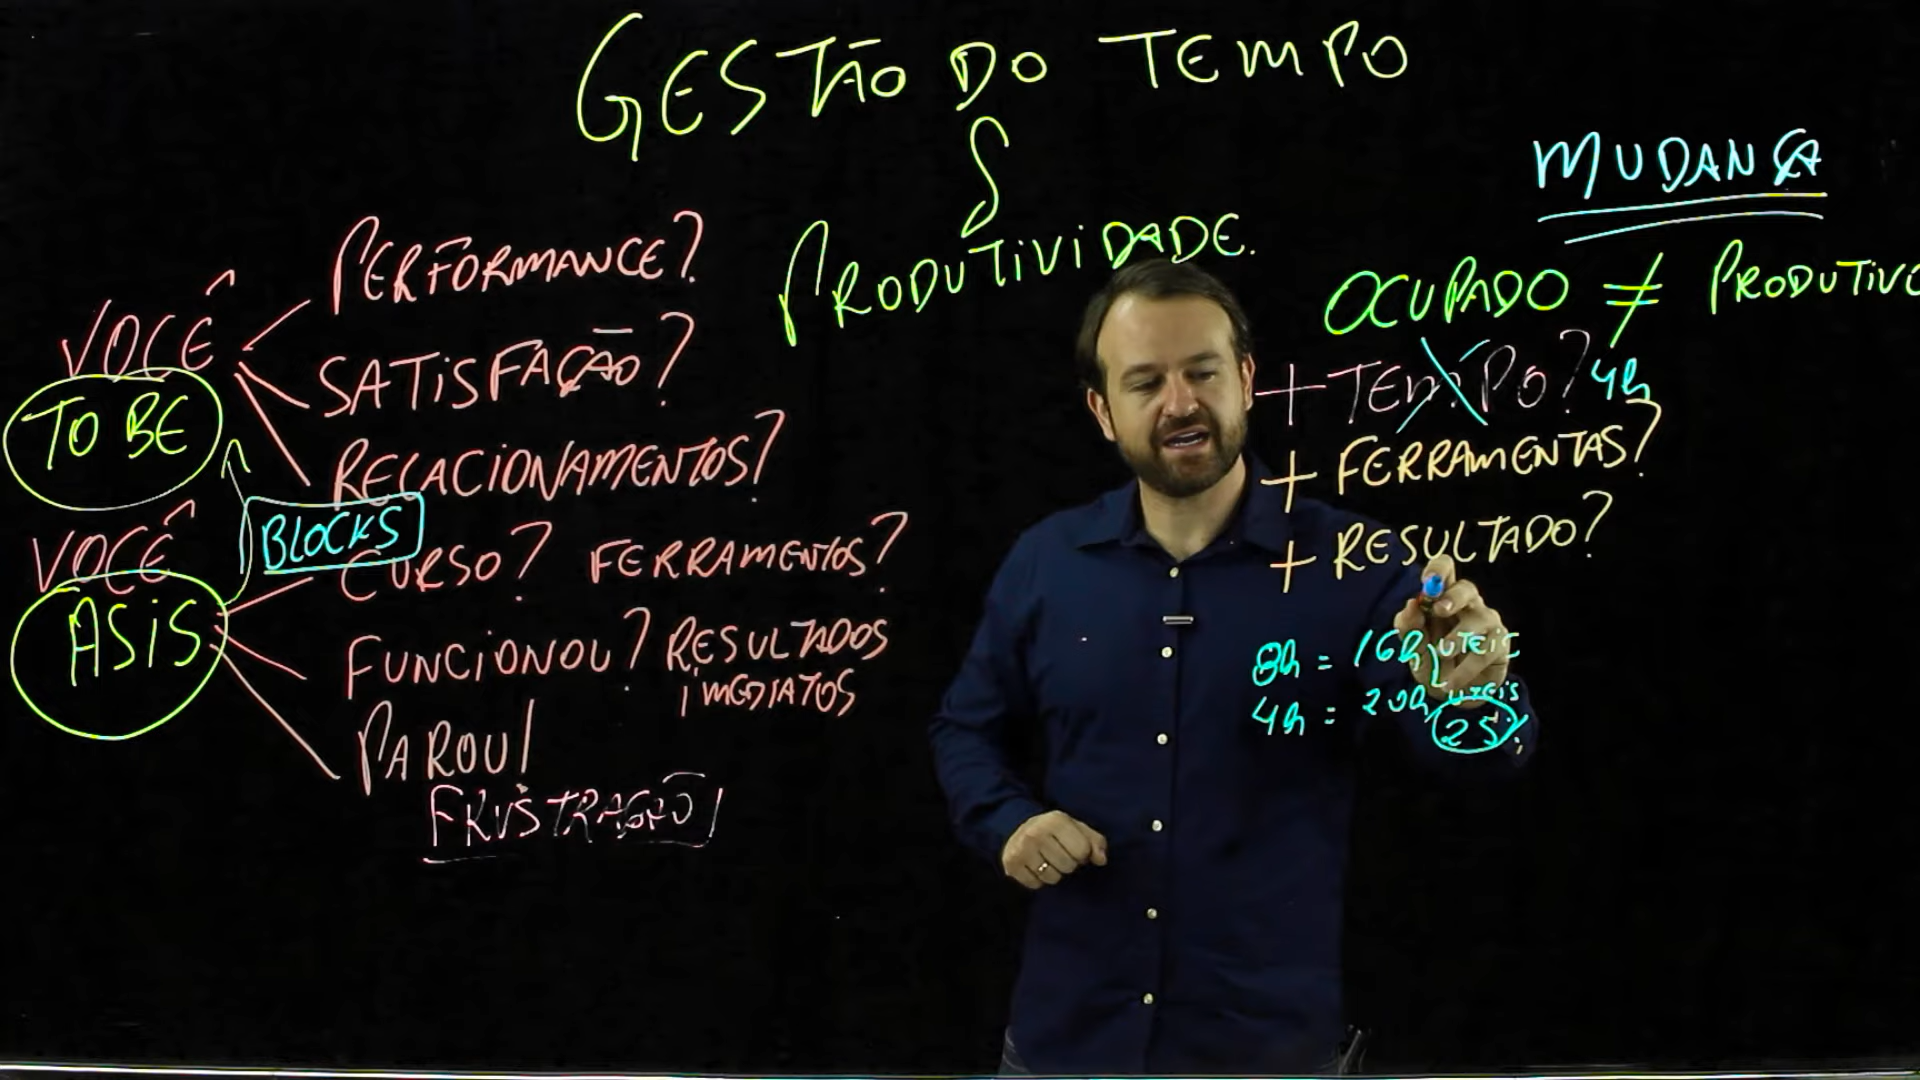 GESTÃO DO TEMPO
&
PRODUTIVIDADE.
VOCÊ
TO BE
PERFORMANCE?
SATISFAÇÃO?
RELACIONAMENTOS?
BLOCKS
VOCÊ
ASIS
CURSO? FERRAMENTOS?
FUNCIONOU? RESULTADOS
IMEDIATOS
PAROU!
FRUSTRAÇÃO!
MUDANÇA
OCUPADO ≠ PRODUTIVO
+ TEMPO? 4h
+ FERRAMENTAS?
+ RESULTADO?
8h = 16h ÚTEIS
4h = 20h ÚTEIS
25%